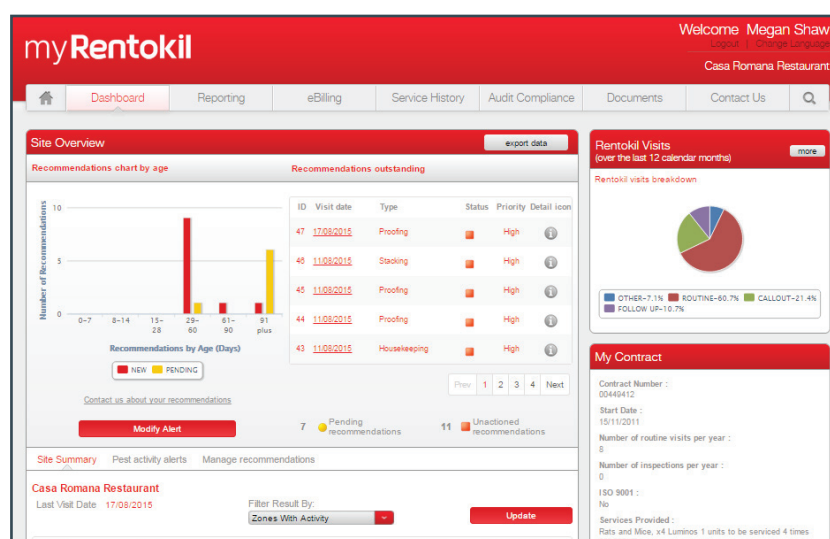 my Rentokil
Welcome Megan Shaw
Logout | Change Language
Casa Romana Restaurant
Dashboard Reporting eBilling Service History Audit Compliance Documents Contact Us
Site Overview
export data
Recommendations chart by age
Recommendations outstanding
Number of Recommendations
10
5
0
0-7 8-14 15-28 29-60 61-90 91 plus
Recommendations by Age (Days)
NEW PENDING
Contact us about your recommendations
Modify Alert
ID Visit date Type Status Priority Detail icon
47 17/08/2015 Proofing High
46 11/08/2015 Stacking High
45 11/08/2015 Proofing High
44 11/08/2015 Proofing High
43 11/08/2015 Housekeeping High
Prev 1 2 3 4 Next
7 Pending recommendations
11 Unactioned recommendations
Rentokil Visits
(over the last 12 calendar months)
more
Rentokil visits breakdown
OTHER-7.1% ROUTINE-60.7% CALLOUT-21.4%
FOLLOW UP-10.7%
My Contract
Contract Number :
00449412
Start Date :
15/11/2011
Number of routine visits per year :
8
Number of inspections per year :
0
ISO 9001 :
No
Services Provided :
Rats and Mice, x4 Luminos 1 units to be serviced 4 times
Site Summary Pest activity alerts Manage recommendations
Casa Romana Restaurant
Last Visit Date 17/08/2015
Filter Result By:
Zones With Activity
Update